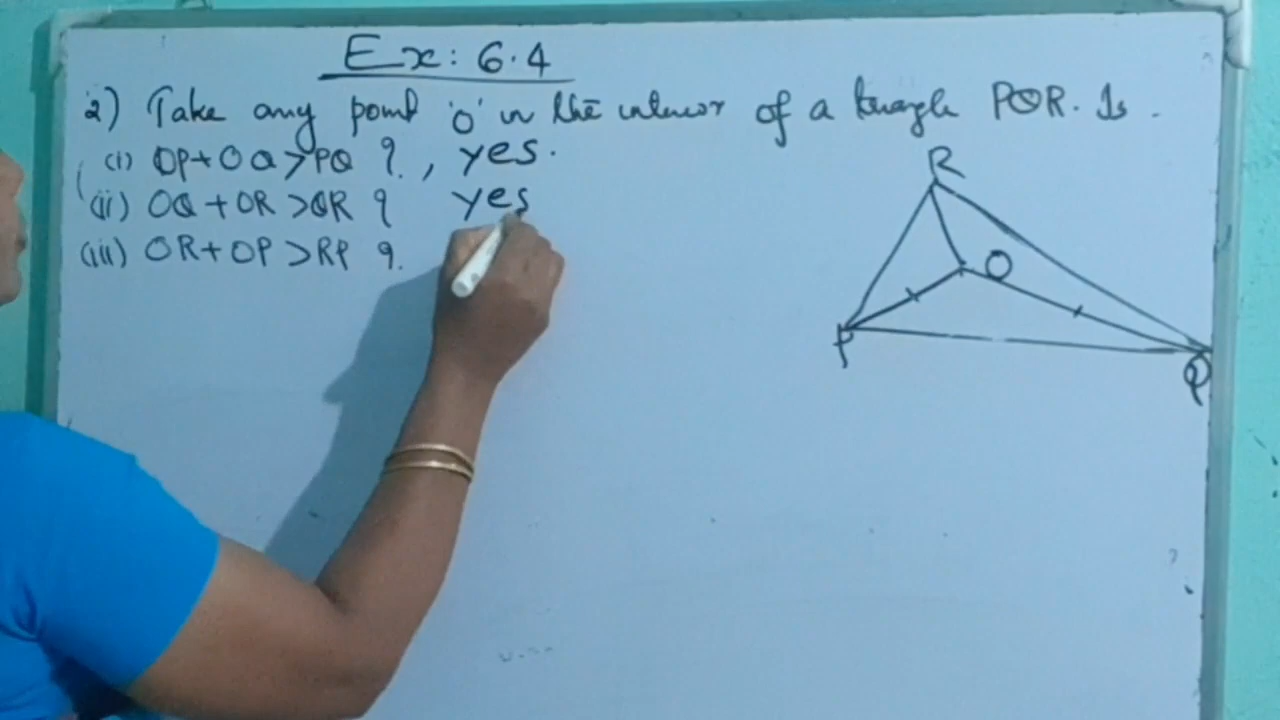 Ex: 6.4
2) Take any point 'O' in the interior of a triangle PQR. Is
(i) OP+OQ>PQ ?, yes.
(ii) OQ+OR>QR ? yes
(iii) OR+OP>RP ?.
R
O
P
Q